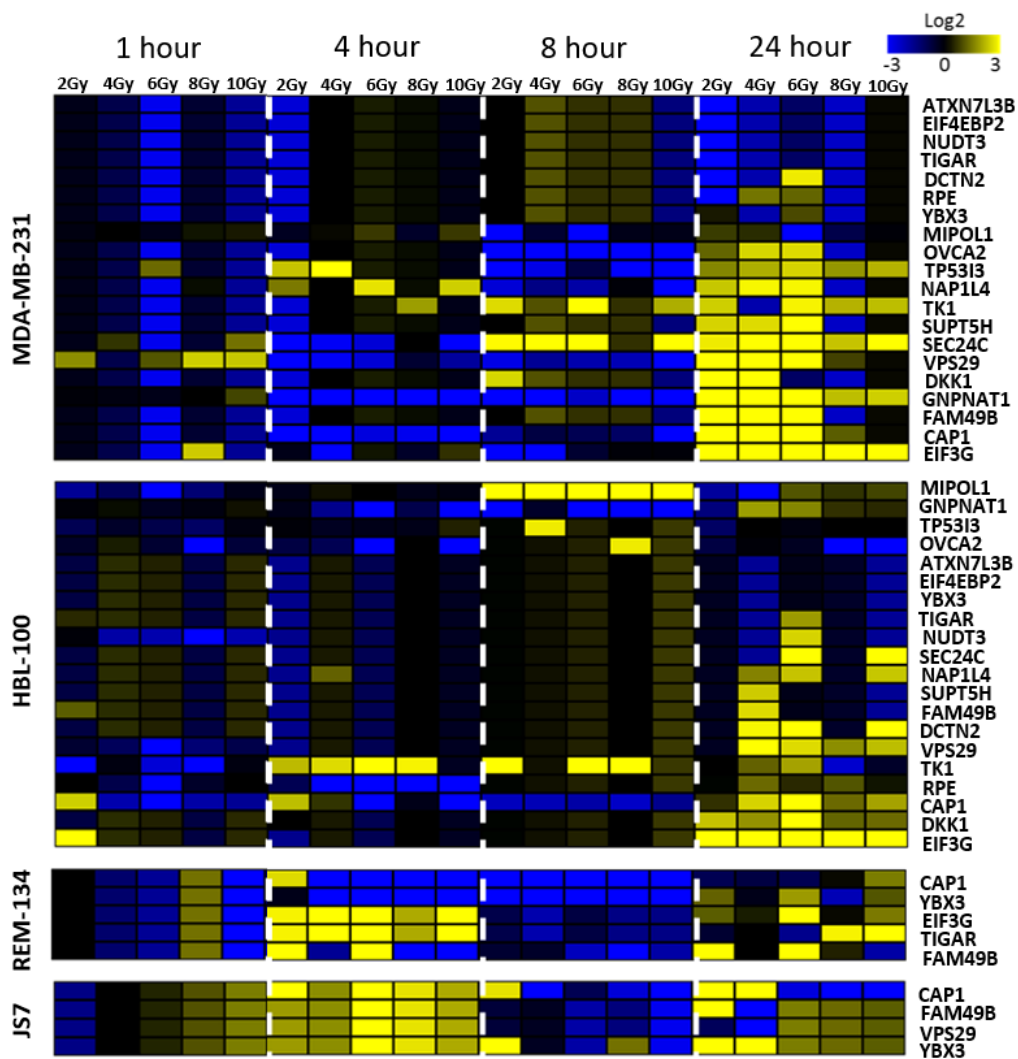 Log2
1 hour 4 hour 8 hour 24 hour
-3 0 3
2Gy 4Gy 6Gy 8Gy 10Gy 2Gy 4Gy 6Gy 8Gy 10Gy 2Gy 4Gy 6Gy 8Gy 10Gy 2Gy 4Gy 6Gy 8Gy 10Gy
MDA-MB-231
ATXN7L3B
EIF4EBP2
NUDT3
TIGAR
DCTN2
RPE
YBX3
MIPOL1
OVCA2
TP53I3
NAP1L4
TK1
SUPT5H
SEC24C
VPS29
DKK1
GNPNAT1
FAM49B
CAP1
EIF3G
HBL-100
MIPOL1
GNPNAT1
TP53I3
OVCA2
ATXN7L3B
EIF4EBP2
YBX3
TIGAR
NUDT3
SEC24C
NAP1L4
SUPT5H
FAM49B
DCTN2
VPS29
TK1
RPE
CAP1
DKK1
EIF3G
REM-134
CAP1
YBX3
EIF3G
TIGAR
FAM49B
JS7
CAP1
FAM49B
VPS29
YBX3